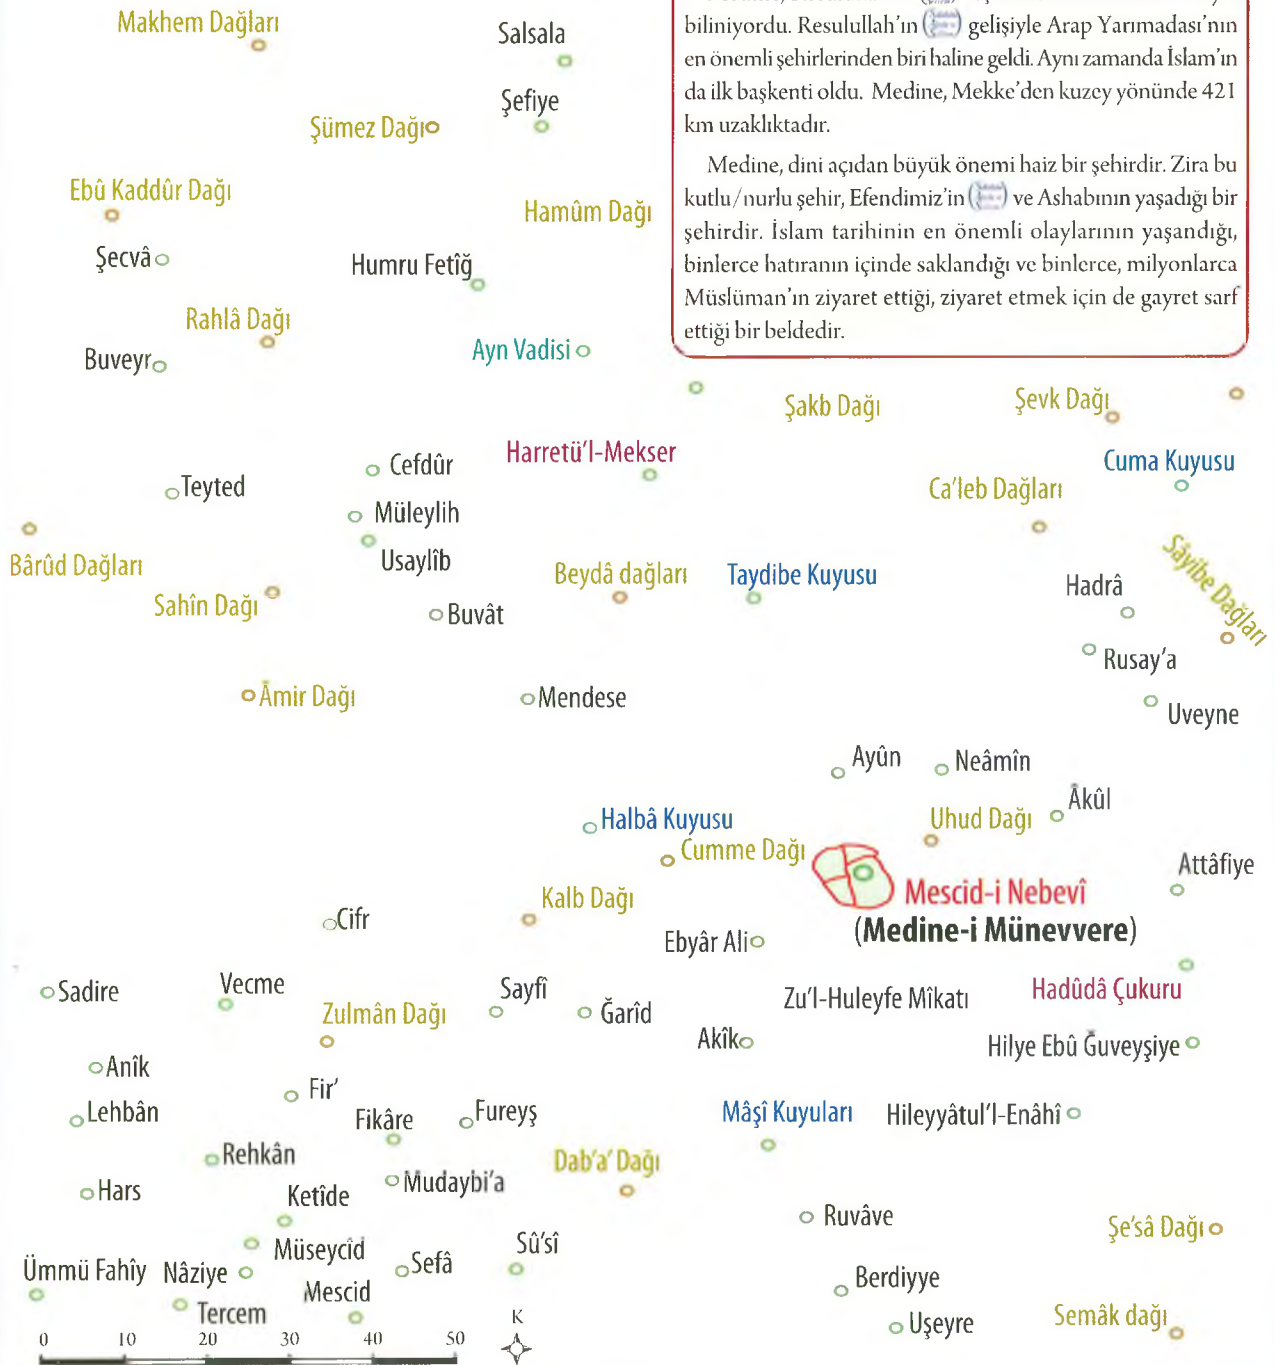 Makhem Dağları
Salsala
Şefiye
Şümez Dağı
Ebû Kaddûr Dağı
Hamûm Dağı
Şecvâ
Humru Fetîğ
Rahlâ Dağı
Buveyr
Ayn Vadisi
biliniyordu. Resulullah'ın ( ) gelişiyle Arap Yarımadası'nın
en önemli şehirlerinden biri haline geldi. Aynı zamanda İslam'ın
da ilk başkenti oldu. Medine, Mekke'den kuzey yönünde 421
km uzaklıktadır.
Medine, dini açıdan büyük önemi haiz bir şehirdir. Zira bu
kutlu/nurlu şehir, Efendimiz'in ( ) ve Ashabının yaşadığı bir
şehirdir. İslam tarihinin en önemli olaylarının yaşandığı,
binlerce hatıranın içinde saklandığı ve binlerce, milyonlarca
Müslüman'ın ziyaret ettiği, ziyaret etmek için de gayret sarf
ettiği bir beldedir.
Şakb Dağı
Şevk Dağı
Harretü'l-Mekser
Cefdûr
Teyted
Müleylih
Usaylîb
Cuma Kuyusu
Ca'leb Dağları
Bârûd Dağları
Sahîn Dağı
Beydâ dağları
Taydibe Kuyusu
Buvât
Hadrâ
Sâyibe Dağları
Rusay'a
Âmir Dağı
Mendese
Uveyne
Ayûn
Neâmîn
Âkûl
Halbâ Kuyusu
Uhud Dağı
Cumme Dağı
Attâfiye
Mescid-i Nebevî
(Medine-i Münevvere)
Kalb Dağı
Cifr
Ebyâr Ali
Sadire
Vecme
Zulmân Dağı
Sayfî
Ğarîd
Zu'l-Huleyfe Mîkatı
Hadûdâ Çukuru
Akîk
Hilye Ebû Ğuveyşiye
Anîk
Fir'
Lehbân
Fikâre
Fureyş
Mâşî Kuyuları
Hileyyâtul'l-Enâhî
Rehkân
Dab'a' Dağı
Hars
Ketîde
Mudaybi'a
Ruvâve
Şe'sâ Dağı
Müseycîd
Sû'sî
Ümmü Fahîy
Nâziye
Sefâ
Mescid
Berdiyye
Tercem
Uşeyre
Semâk dağı
K
0 10 20 30 40 50